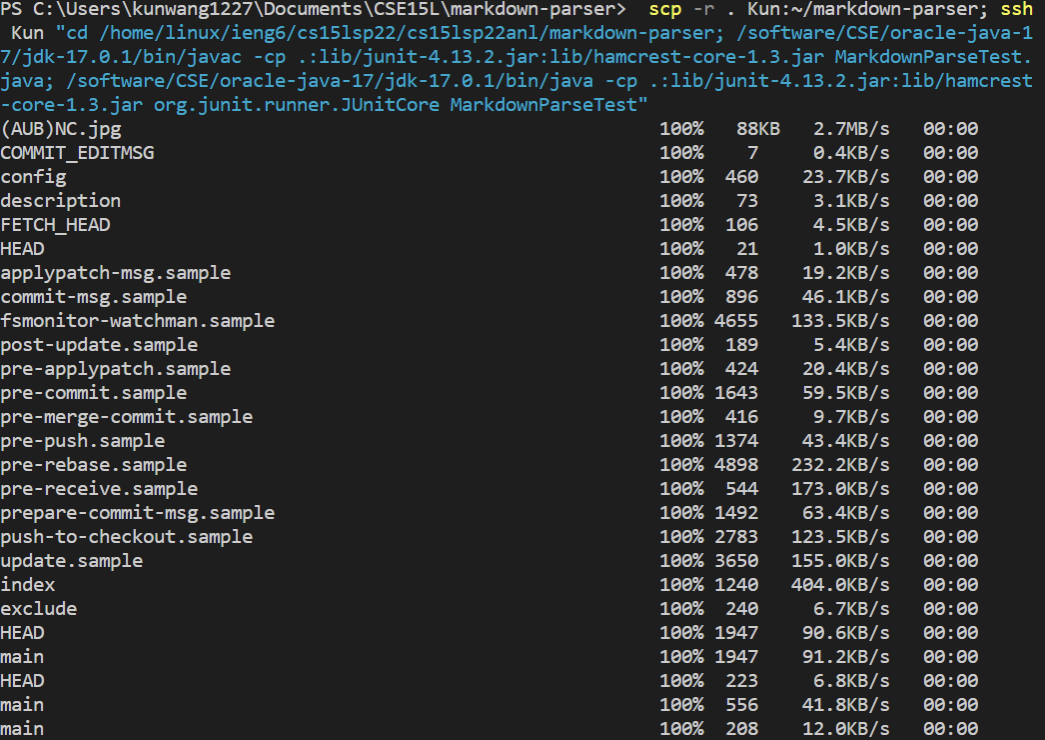 PS C:\Users\kunwang1227\Documents\CSE15L\markdown-parser>  scp -r . Kun:~/markdown-parser; ssh
 Kun "cd /home/linux/ieng6/cs15lsp22/cs15lsp22anl/markdown-parser; /software/CSE/oracle-java-1
7/jdk-17.0.1/bin/javac -cp .:lib/junit-4.13.2.jar:lib/hamcrest-core-1.3.jar MarkdownParseTest.
java; /software/CSE/oracle-java-17/jdk-17.0.1/bin/java -cp .:lib/junit-4.13.2.jar:lib/hamcrest
-core-1.3.jar org.junit.runner.JUnitCore MarkdownParseTest"
(AUB)NC.jpg 100% 88KB 2.7MB/s 00:00
COMMIT_EDITMSG 100% 7 0.4KB/s 00:00
config 100% 460 23.7KB/s 00:00
description 100% 73 3.1KB/s 00:00
FETCH_HEAD 100% 106 4.5KB/s 00:00
HEAD 100% 21 1.0KB/s 00:00
applypatch-msg.sample 100% 478 19.2KB/s 00:00
commit-msg.sample 100% 896 46.1KB/s 00:00
fsmonitor-watchman.sample 100% 4655 133.5KB/s 00:00
post-update.sample 100% 189 5.4KB/s 00:00
pre-applypatch.sample 100% 424 20.4KB/s 00:00
pre-commit.sample 100% 1643 59.5KB/s 00:00
pre-merge-commit.sample 100% 416 9.7KB/s 00:00
pre-push.sample 100% 1374 43.4KB/s 00:00
pre-rebase.sample 100% 4898 232.2KB/s 00:00
pre-receive.sample 100% 544 173.0KB/s 00:00
prepare-commit-msg.sample 100% 1492 63.4KB/s 00:00
push-to-checkout.sample 100% 2783 123.5KB/s 00:00
update.sample 100% 3650 155.0KB/s 00:00
index 100% 1240 404.0KB/s 00:00
exclude 100% 240 6.7KB/s 00:00
HEAD 100% 1947 90.6KB/s 00:00
main 100% 1947 91.2KB/s 00:00
HEAD 100% 223 6.8KB/s 00:00
main 100% 556 41.8KB/s 00:00
main 100% 208 12.0KB/s 00:00